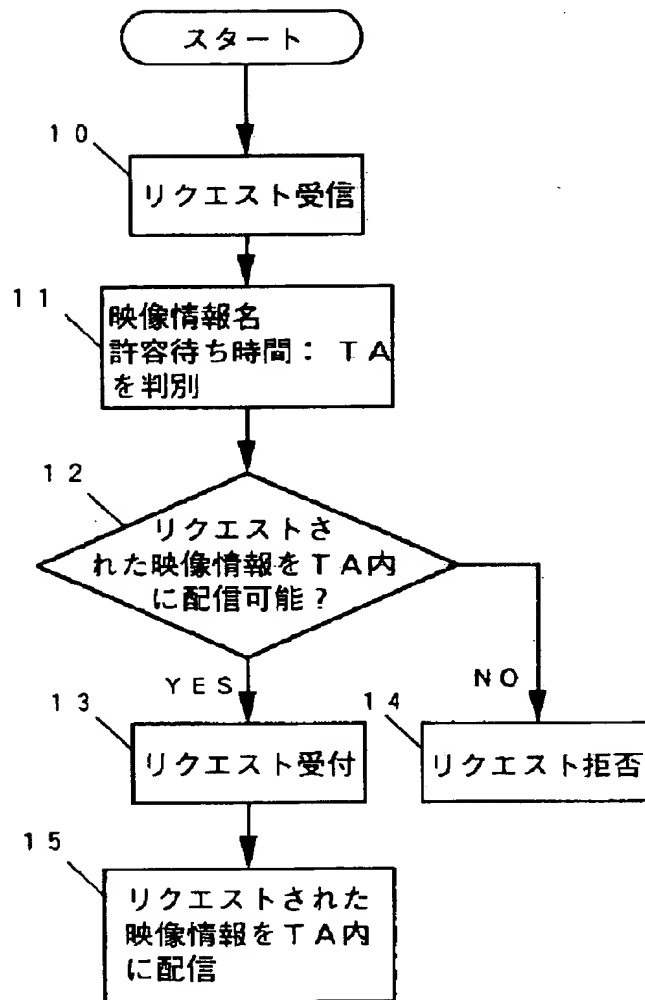 スタート
10
リクエスト受信
11
映像情報名
許容待ち時間： TA
を判別
12
リクエストさ
れた映像情報をTA内
に配信可能？
YES
NO
13
リクエスト受付
14
リクエスト拒否
15
リクエストされた
映像情報をTA内
に配信